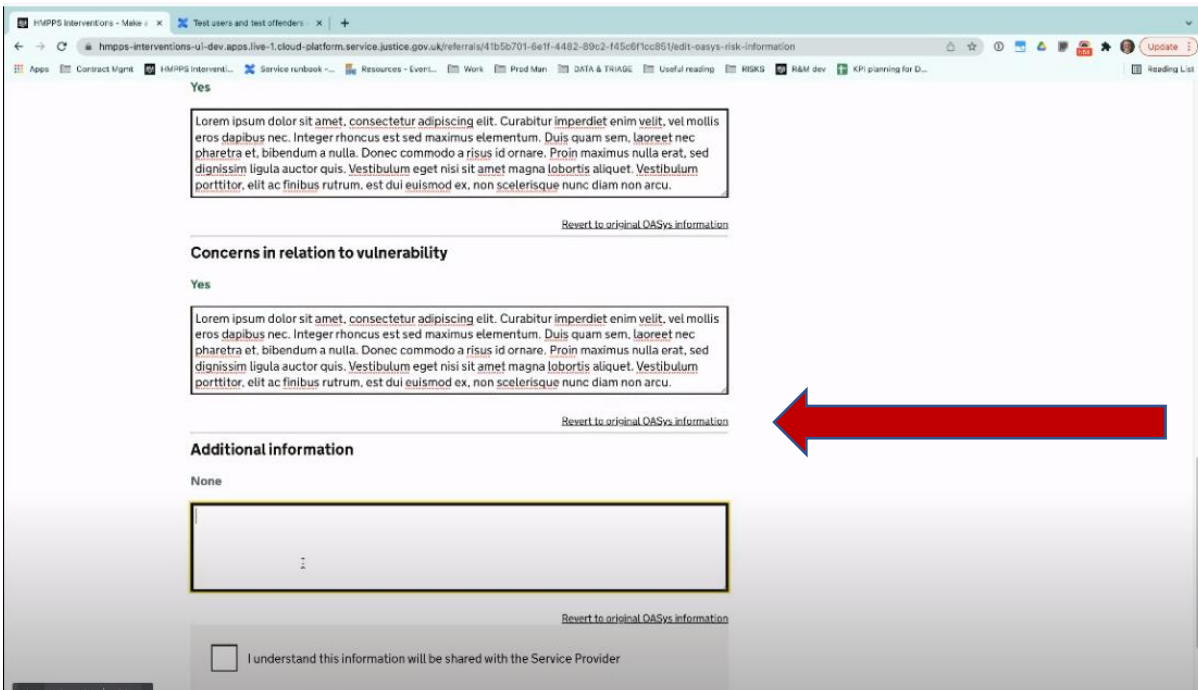 HMPPS Interventions - Make a
Test users and test offenders -
hmpps-interventions-ui-dev.apps.live-1.cloud-platform.service.justice.gov.uk/referrals/41b5b701-6e1f-4482-89c2-f45c6f1cc851/edit-oasys-risk-information
Update
Apps Contract Mgmt HMPPS Interventi... Service runbook -... Resources - Event... Work Prod Man DATA & TRIAGE Useful reading RISKS R&M dev KPI planning for D... Reading List
Yes
Lorem ipsum dolor sit amet, consectetur adipiscing elit. Curabitur imperdiet enim velit, vel mollis
eros dapibus nec. Integer rhoncus est sed maximus elementum. Duis quam sem, laoreet nec
pharetra et, bibendum a nulla. Donec commodo a risus id ornare. Proin maximus nulla erat, sed
dignissim ligula auctor quis. Vestibulum eget nisi sit amet magna lobortis aliquet. Vestibulum
porttitor, elit ac finibus rutrum, est dui euismod ex, non scelerisque nunc diam non arcu.
Revert to original OASys information
Concerns in relation to vulnerability
Yes
Lorem ipsum dolor sit amet, consectetur adipiscing elit. Curabitur imperdiet enim velit, vel mollis
eros dapibus nec. Integer rhoncus est sed maximus elementum. Duis quam sem, laoreet nec
pharetra et, bibendum a nulla. Donec commodo a risus id ornare. Proin maximus nulla erat, sed
dignissim ligula auctor quis. Vestibulum eget nisi sit amet magna lobortis aliquet. Vestibulum
porttitor, elit ac finibus rutrum, est dui euismod ex, non scelerisque nunc diam non arcu.
Revert to original OASys information
Additional information
None
Revert to original OASys information
I understand this information will be shared with the Service Provider